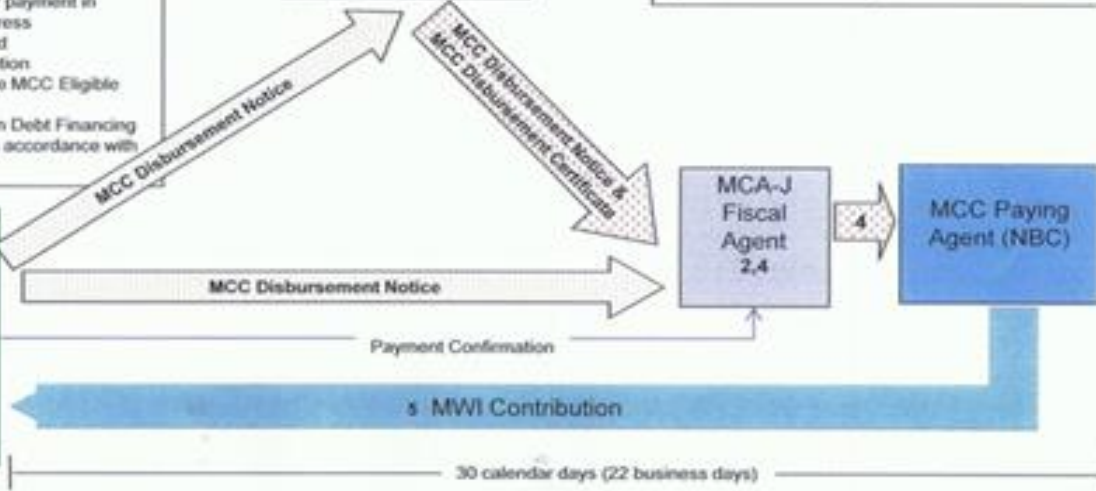 payment in
ress
d
tion
MCC Eligible
Debt Financing
accordance with
MCC Disbursement Notice
MCC Disbursement Notice &
MCC Disbursement Certificate
MCA-J
Fiscal
Agent
2,4
4
MCC Paying
Agent (NBC)
MCC Disbursement Notice
Payment Confirmation
5 MWI Contribution
30 calendar days (22 business days)